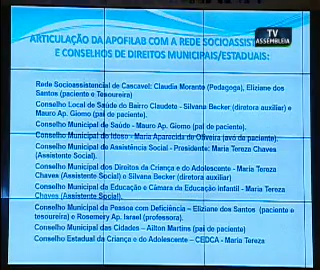 ARTICULAÇÃO DA APOFILAB COM A REDE SOCIOASSIST
TV
ASSEMBLEIA
E CONSELHOS DE DIREITOS MUNICIPAIS/ESTADUAIS:
Rede Socioassistencial de Cascavel: Claudia Morante (Pedagoga), Eliziane dos
Santos (paciente e Tesoureira)
Conselho Local de Saúde do Bairro Claudete - Silvana Becker (diretora auxiliar) e
Mauro Ap. Giorno (pai de paciente).
Conselho Municipal de Saúde - Mauro Ap. Giorno (pai de paciente).
Conselho Municipal do Idoso - Maria Aparecida de Oliveira (avó da paciente).
Conselho Municipal de Assistência Social - Presidente: Maria Tereza Chaves
(Assistente Social).
Conselho Municipal dos Direitos da Criança e do Adolescente - Maria Tereza
Chaves (Assistente Social) e Silvana Becker (diretora auxiliar)
Conselho Municipal da Educação e Câmara da Educação Infantil - Maria Tereza
Chaves (Assistente Social).
Conselho Municipal da Pessoa com Deficiência – Eliziane dos Santos (paciente e
tesoureira) e Rosemery Ap. Israel (professora).
Conselho Municipal das Cidades – Ailton Martins (pai de paciente)
Conselho Estadual da Criança e do Adolescente – CEDCA - Maria Tereza